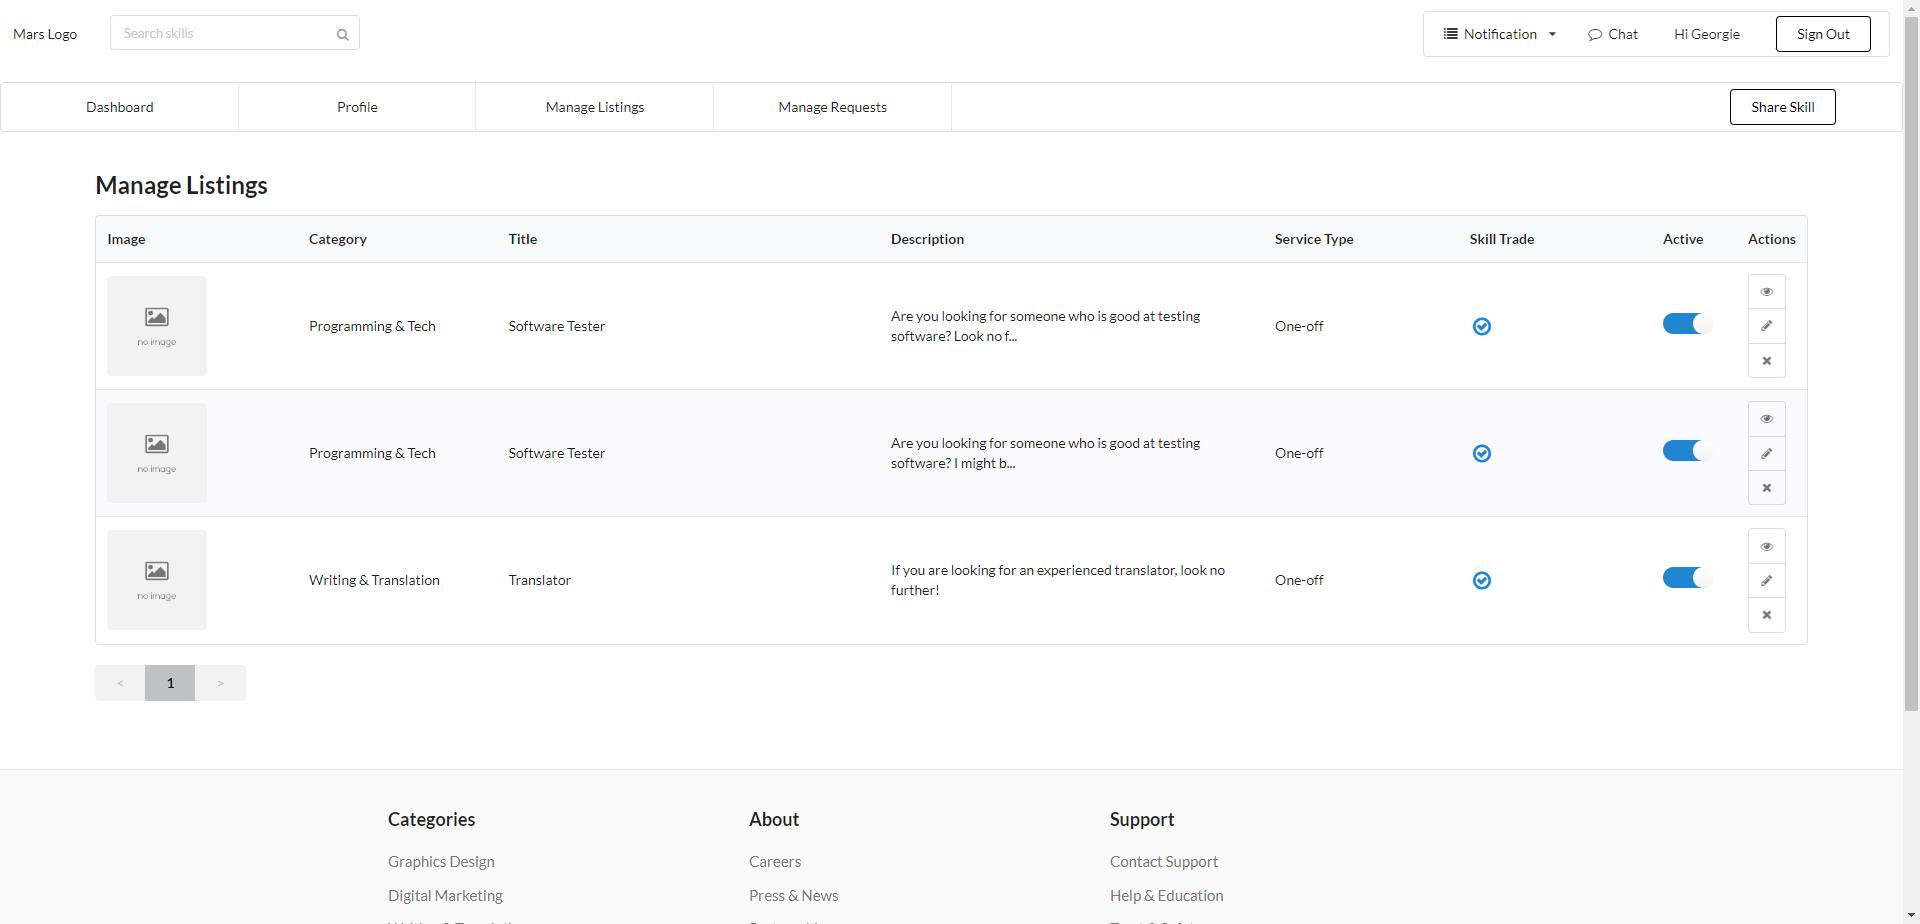 Mars Logo
Search skills
Notification
Chat
Hi Georgie
Sign Out
Dashboard
Profile
Manage Listings
Manage Requests
Share Skill
Manage Listings
Image Category Title Description Service Type Skill Trade Active Actions
no image
Programming & Tech
Software Tester
Are you looking for someone who is good at testing
software? Look no f...
One-off
no image
Programming & Tech
Software Tester
Are you looking for someone who is good at testing
software? I might b...
One-off
no image
Writing & Translation
Translator
If you are looking for an experienced translator, look no
further!
One-off
< 1 >
Categories
Graphics Design
Digital Marketing
About
Careers
Press & News
Support
Contact Support
Help & Education